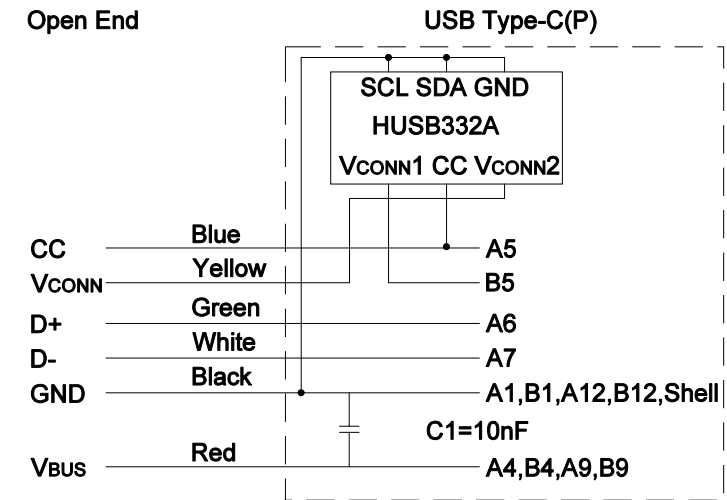 Open End USB Type-C(P)
SCL SDA GND
HUSB332A
VCONN1 CC VCONN2
CC Blue A5
VCONN Yellow B5
D+ Green A6
D- White A7
GND Black A1,B1,A12,B12,Shell
C1=10nF
VBUS Red A4,B4,A9,B9